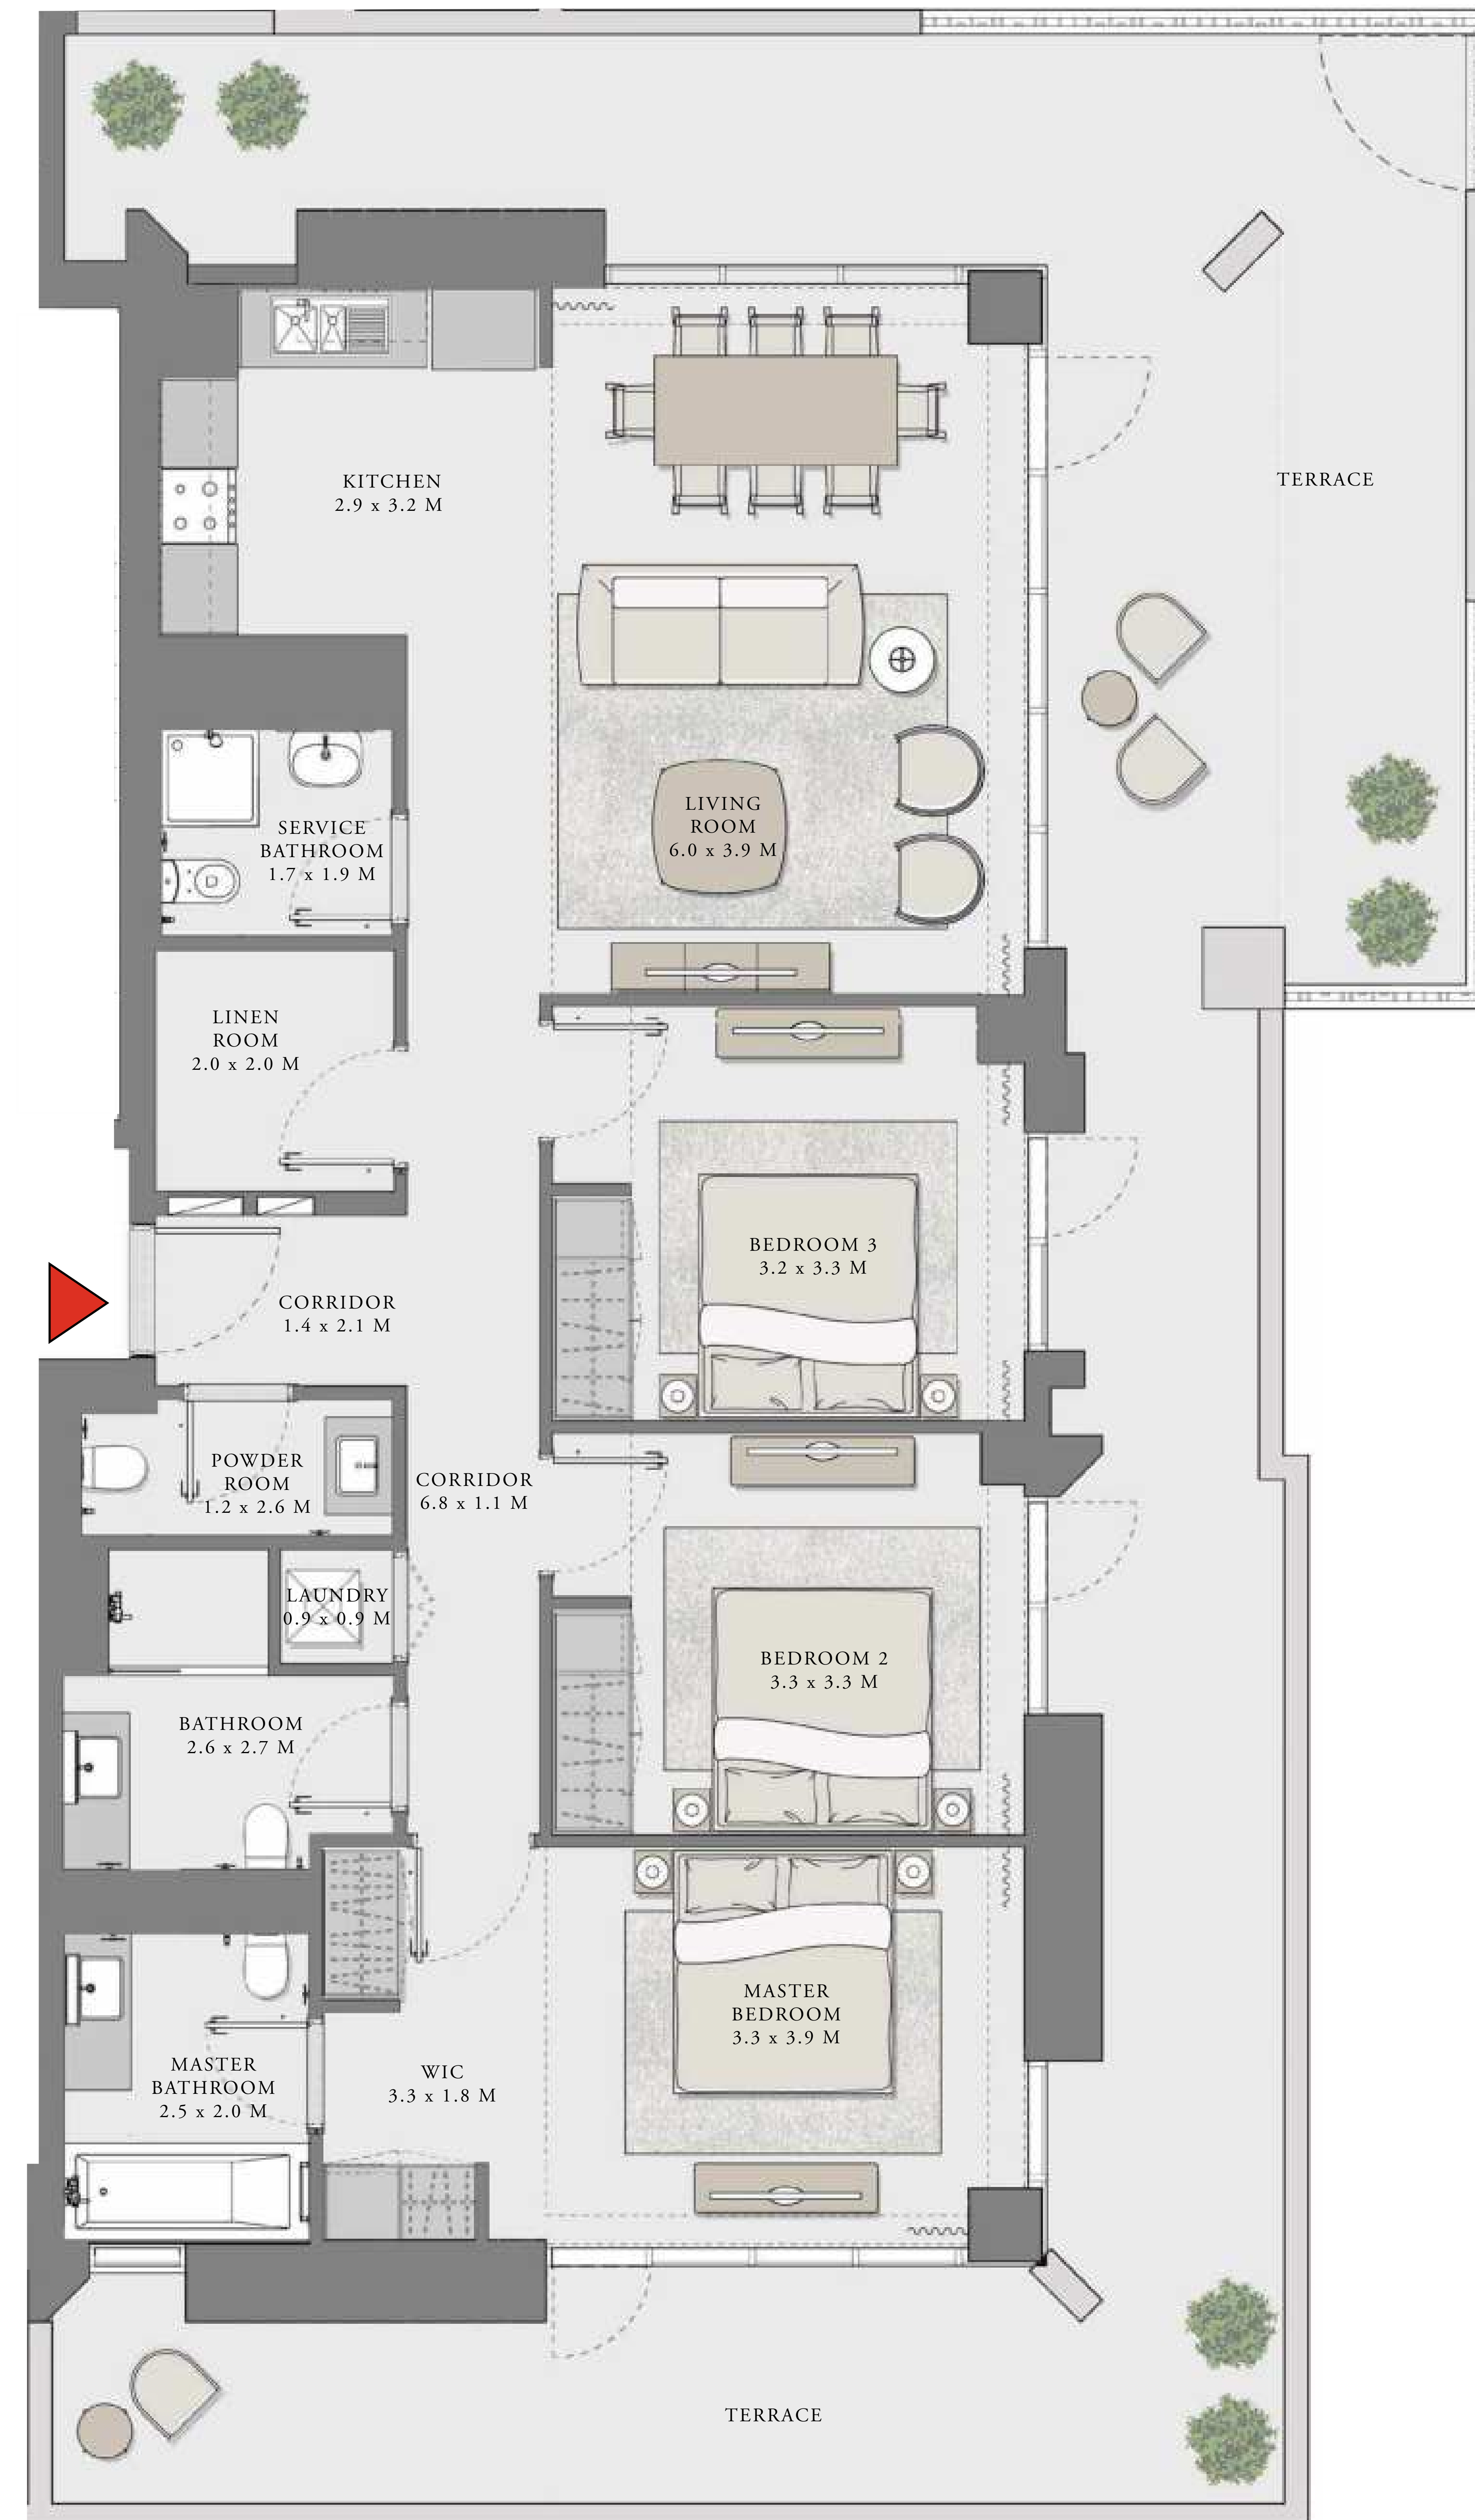 KITCHEN
2.9 x 3.2 M
TERRACE
LIVING
ROOM
6.0 x 3.9 M
SERVICE
BATHROOM
1.7 x 1.9 M
LINEN
ROOM
2.0 x 2.0 M
BEDROOM 3
3.2 x 3.3 M
CORRIDOR
1.4 x 2.1 M
POWDER
ROOM
1.2 x 2.6 M
CORRIDOR
6.8 x 1.1 M
LAUNDRY
0.9 x 0.9 M
BEDROOM 2
3.3 x 3.3 M
BATHROOM
2.6 x 2.7 M
MASTER
BEDROOM
3.3 x 3.9 M
MASTER
BATHROOM
2.5 x 2.0 M
WIC
3.3 x 1.8 M
TERRACE